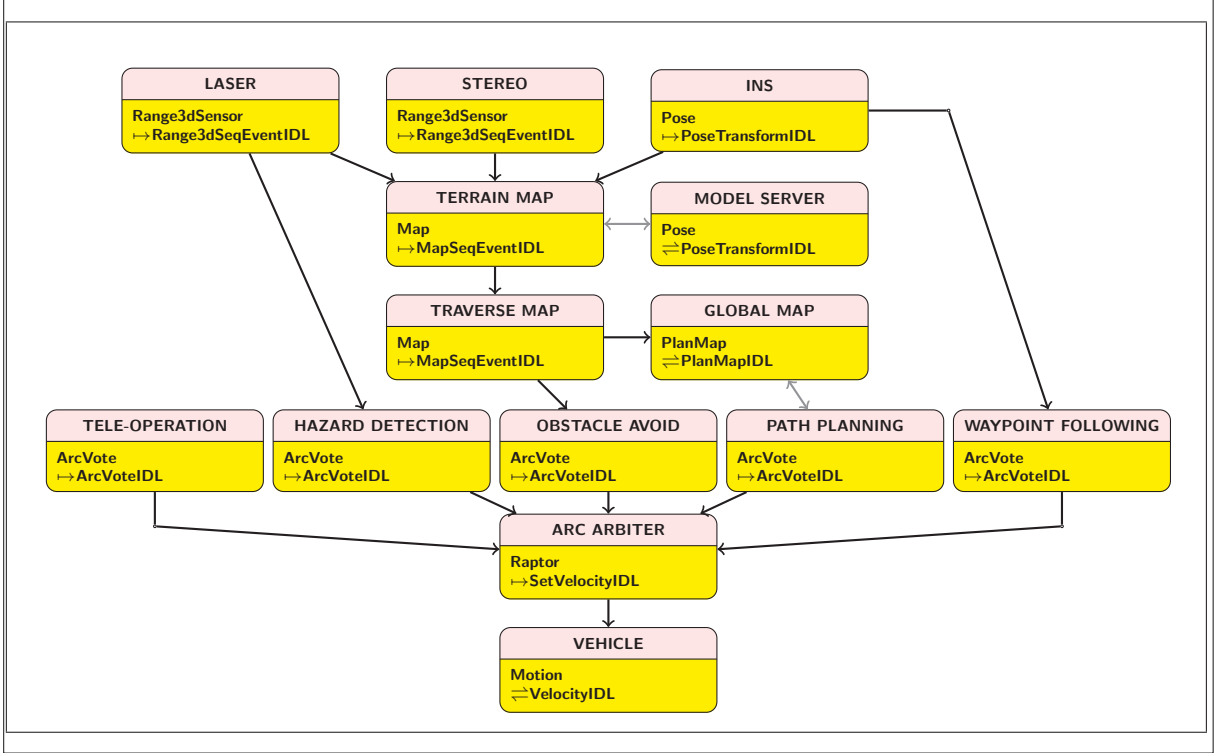 LASER
Range3dSensor
↦Range3dSeqEventIDL
STEREO
Range3dSensor
↦Range3dSeqEventIDL
INS
Pose
↦PoseTransformIDL
TERRAIN MAP
Map
↦MapSeqEventIDL
MODEL SERVER
Pose
⇌PoseTransformIDL
TRAVERSE MAP
Map
↦MapSeqEventIDL
GLOBAL MAP
PlanMap
⇌PlanMapIDL
TELE-OPERATION
ArcVote
↦ArcVoteIDL
HAZARD DETECTION
ArcVote
↦ArcVoteIDL
OBSTACLE AVOID
ArcVote
↦ArcVoteIDL
PATH PLANNING
ArcVote
↦ArcVoteIDL
WAYPOINT FOLLOWING
ArcVote
↦ArcVoteIDL
ARC ARBITER
Raptor
↦SetVelocityIDL
VEHICLE
Motion
⇌VelocityIDL